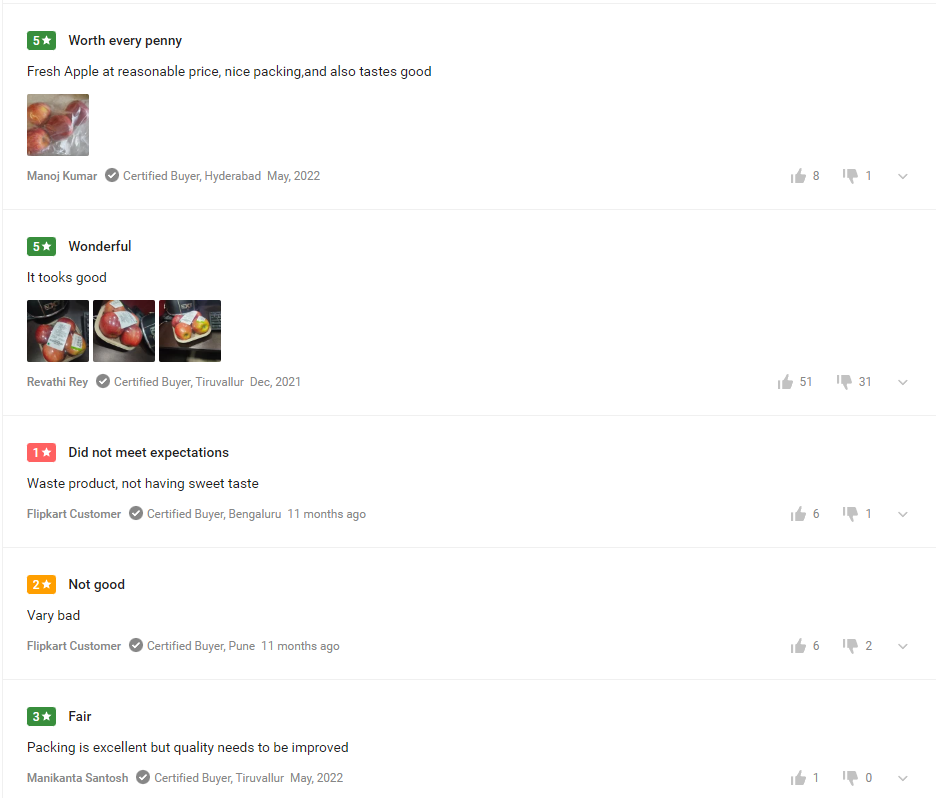 5★ Worth every penny
Fresh Apple at reasonable price, nice packing,and also tastes good
Manoj Kumar Certified Buyer, Hyderabad May, 2022 8 1
5★ Wonderful
It tooks good
Revathi Rey Certified Buyer, Tiruvallur Dec, 2021 51 31
1★ Did not meet expectations
Waste product, not having sweet taste
Flipkart Customer Certified Buyer, Bengaluru 11 months ago 6 1
2★ Not good
Vary bad
Flipkart Customer Certified Buyer, Pune 11 months ago 6 2
3★ Fair
Packing is excellent but quality needs to be improved
Manikanta Santosh Certified Buyer, Tiruvallur May, 2022 1 0